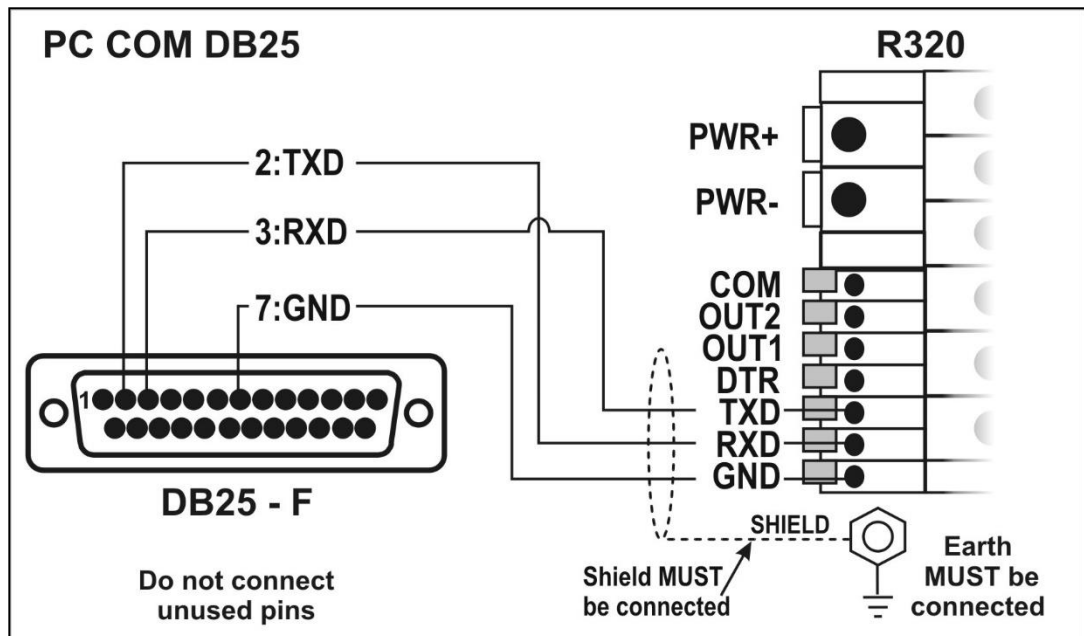 PC COM DB25
R320
PWR+
2:TXD
PWR-
3:RXD
COM
7:GND
OUT2
OUT1
DTR
1
TXD
RXD
GND
DB25 - F
SHIELD
Do not connect
unused pins
Shield MUST
be connected
Earth
MUST be
connected